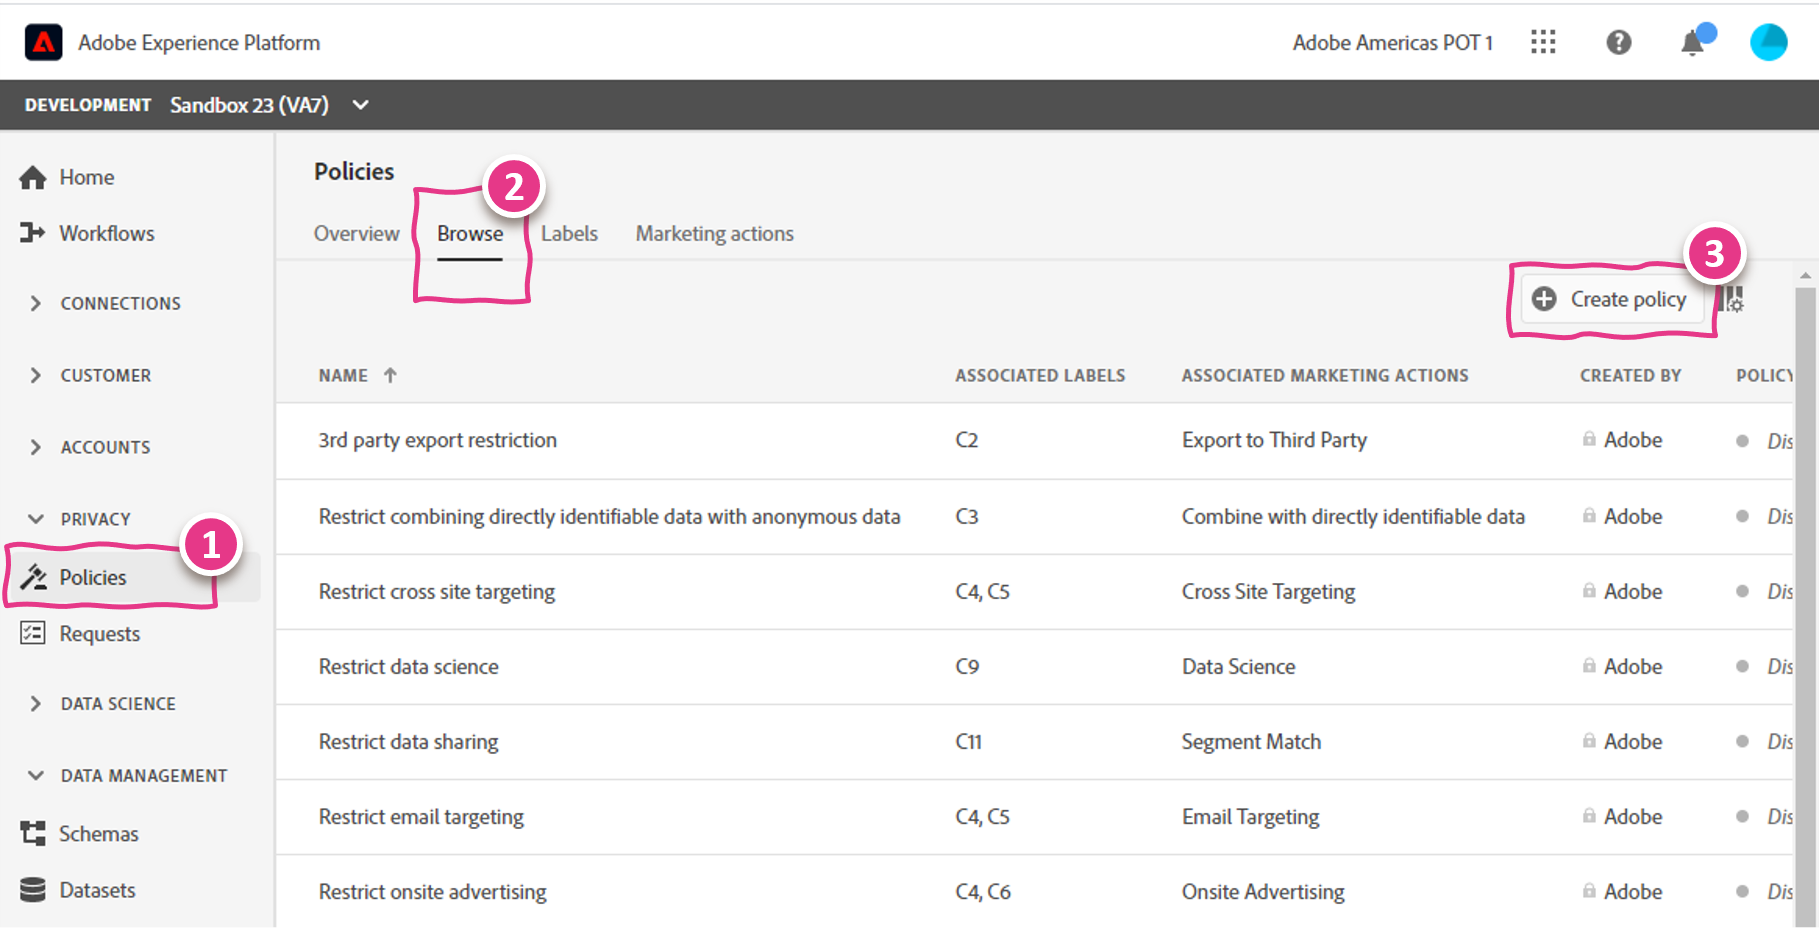 Adobe Experience Platform
Adobe Americas POT 1
DEVELOPMENT Sandbox 23 (VA7)
Home
Workflows
CONNECTIONS
CUSTOMER
ACCOUNTS
PRIVACY
1
Policies
Requests
DATA SCIENCE
DATA MANAGEMENT
Schemas
Datasets
Policies
2
Overview Browse Labels Marketing actions
3
Create policy
NAME ASSOCIATED LABELS ASSOCIATED MARKETING ACTIONS CREATED BY POLICY
3rd party export restriction C2 Export to Third Party Adobe Dis
Restrict combining directly identifiable data with anonymous data C3 Combine with directly identifiable data Adobe Dis
Restrict cross site targeting C4, C5 Cross Site Targeting Adobe Dis
Restrict data science C9 Data Science Adobe Dis
Restrict data sharing C11 Segment Match Adobe Dis
Restrict email targeting C4, C5 Email Targeting Adobe Dis
Restrict onsite advertising C4, C6 Onsite Advertising Adobe Dis